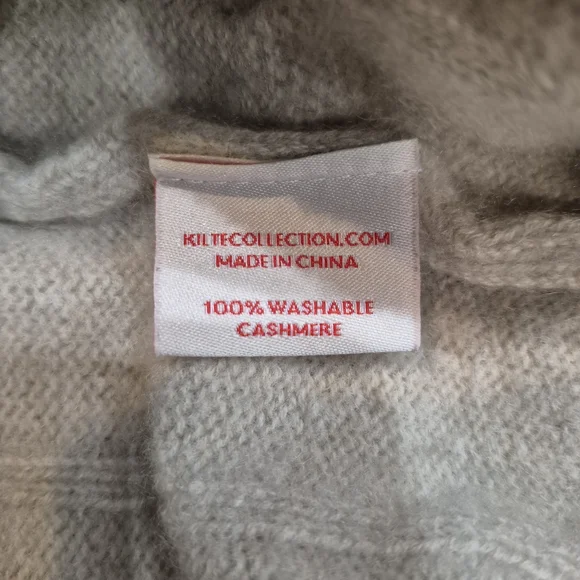 KILTECOLLECTION.COM
MADE IN CHINA
100% WASHABLE
CASHMERE